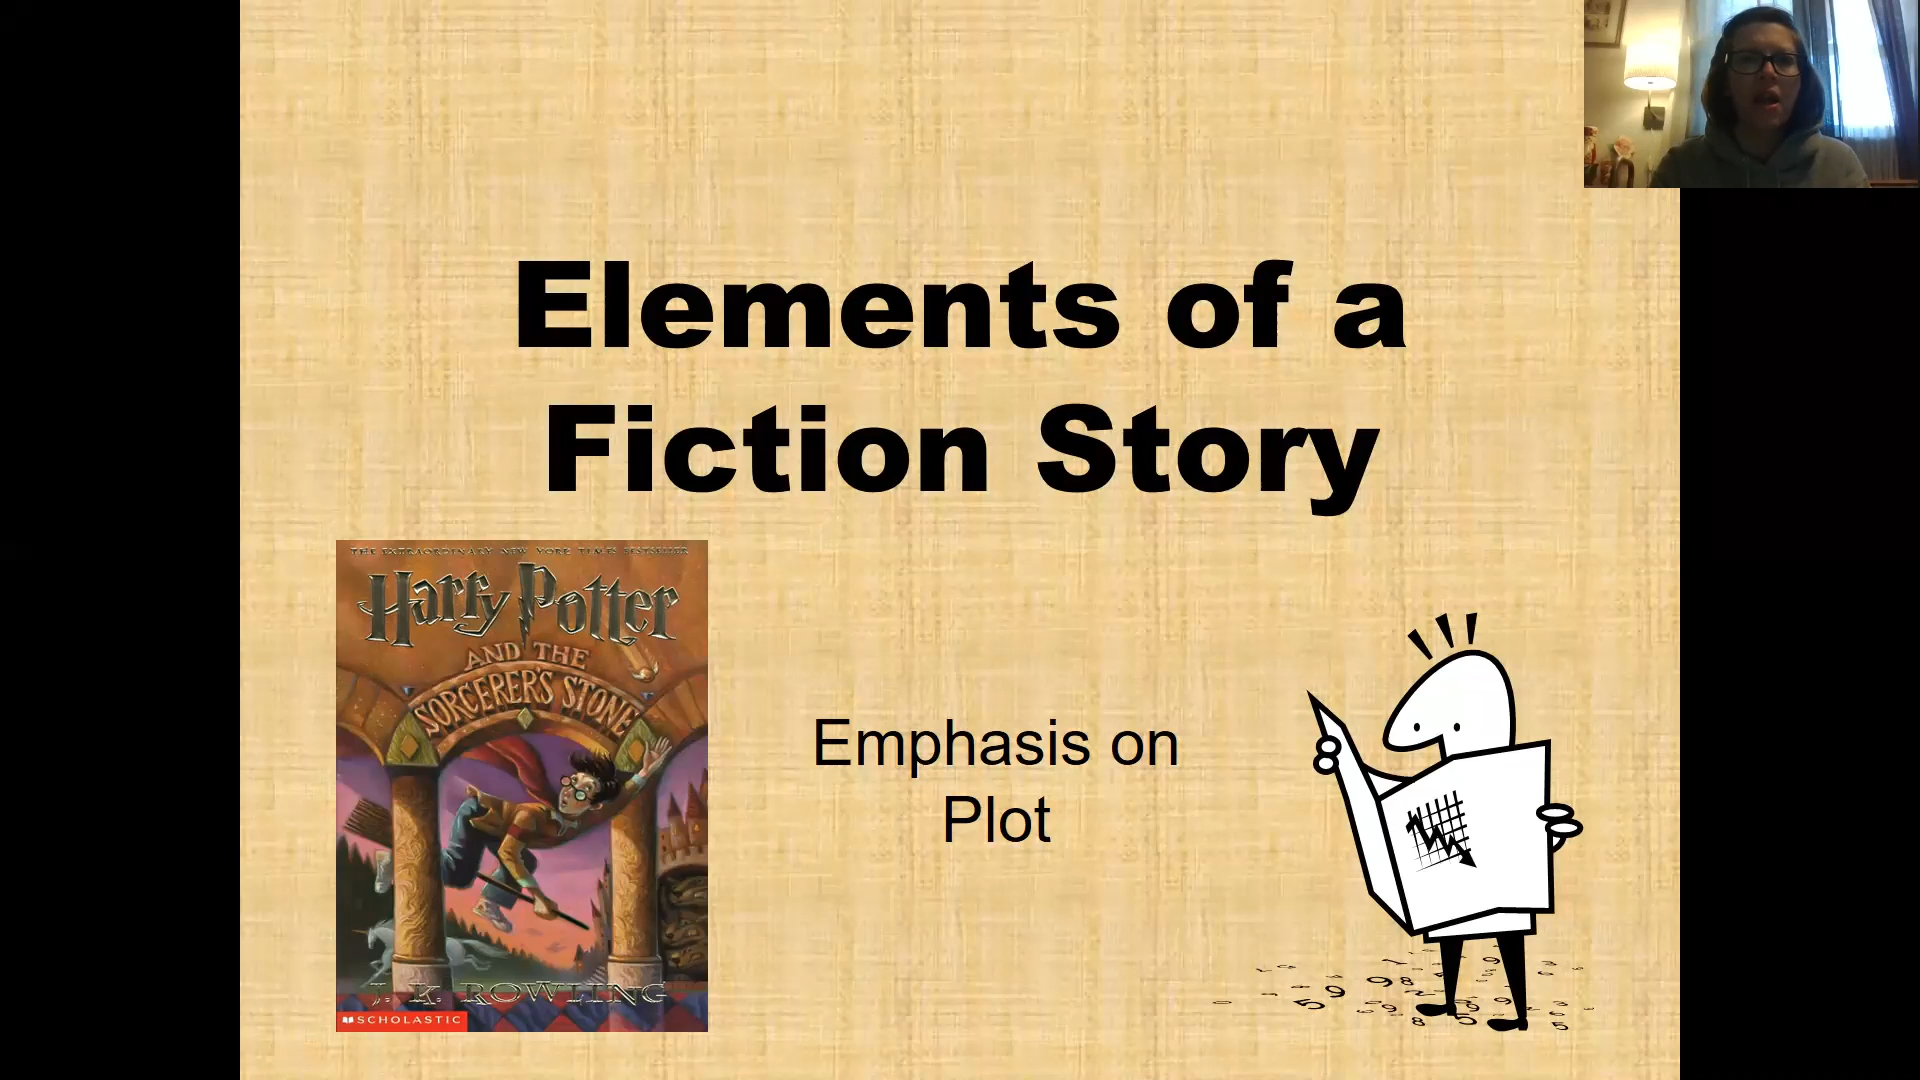 Elements of a
Fiction Story
THE EXTRAORDINARY NEW YORK TIMES BESTSELLER
Harry Potter
AND THE
SORCERER'S STONE
J. K. ROWLING
SCHOLASTIC
Emphasis on
Plot